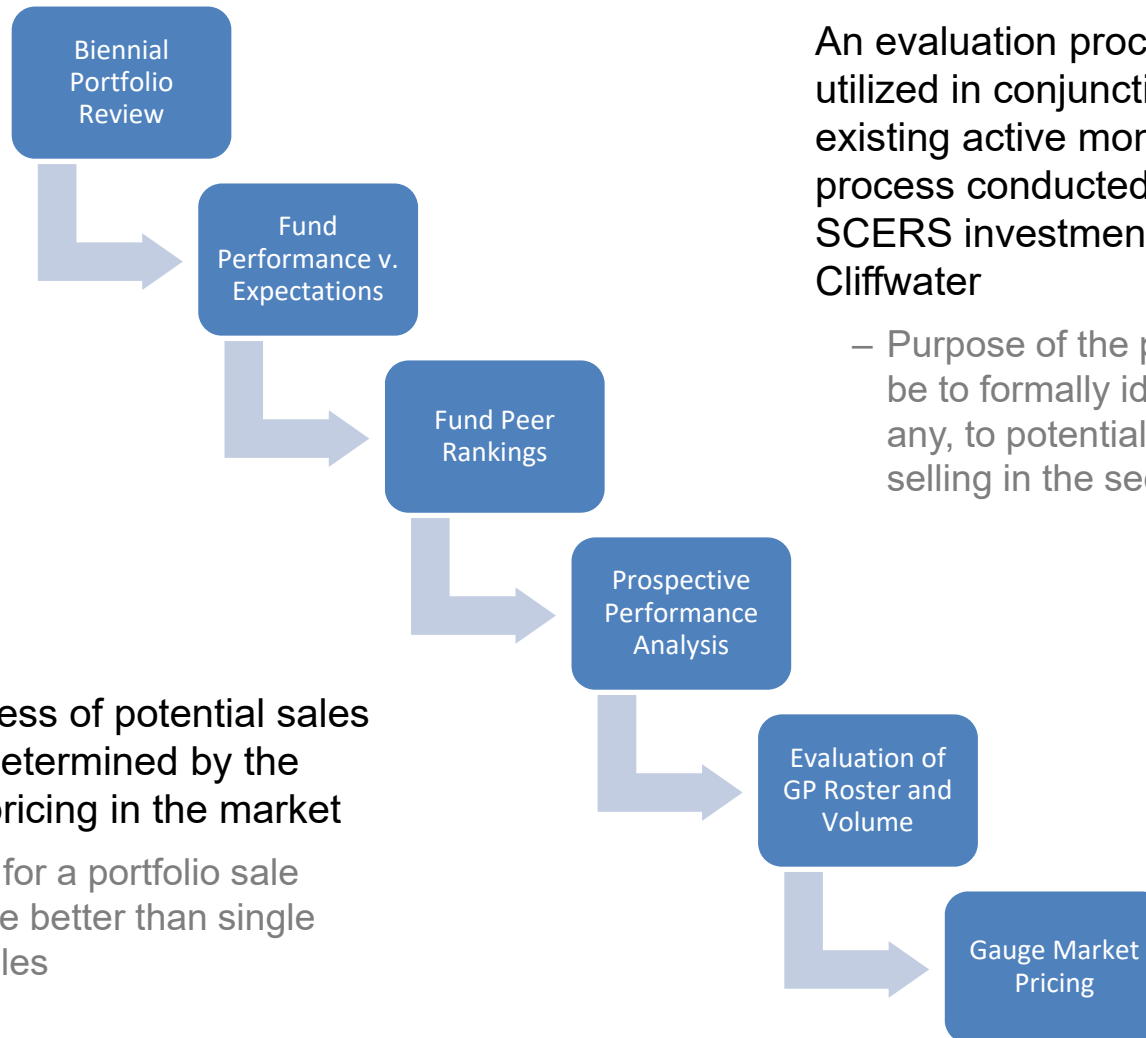 Biennial
Portfolio
Review
Fund
Performance v.
Expectations
Fund Peer
Rankings
Prospective
Performance
Analysis
Evaluation of
GP Roster and
Volume
Gauge Market
Pricing
An evaluation proc
utilized in conjuncti
existing active mor
process conducted
SCERS investmen
Cliffwater
– Purpose of the p
be to formally id
any, to potential
selling in the sec
ess of potential sales
etermined by the
pricing in the market
for a portfolio sale
e better than single
les